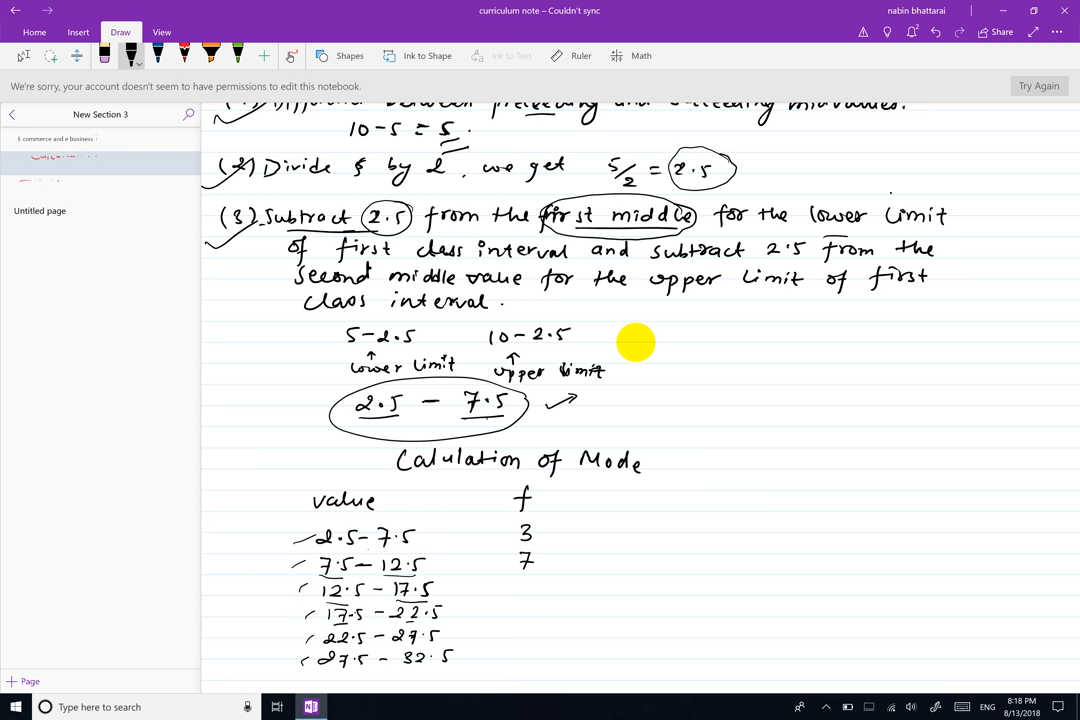 curriculum note – Couldn't sync
nabin bhattarai
Home Insert Draw View
Share
Shapes Ink to Shape Ink to Text Ruler Math
We're sorry, your account doesn't seem to have permissions to edit this notebook.
Try Again
New Section 3
E commerce and e business
Untitled page
between preceeding and succeeding midvalues.
10 - 5 = 5.
(2) Divide 5 by 2, we get 5/2 = 2.5
(3) Subtract 2.5 from the first middle for the lower limit
of first class interval and subtract 2.5 from the
second middle value for the upper limit of first
class interval.
5 - 2.5 10 - 2.5
↑ ↑
lower limit upper limit
2.5 - 7.5
Calulation of Mode
value f
2.5 - 7.5 3
7.5 - 12.5 7
12.5 - 17.5
17.5 - 22.5
22.5 - 27.5
27.5 - 32.5
+ Page
Type here to search
ENG
8:18 PM
8/13/2018